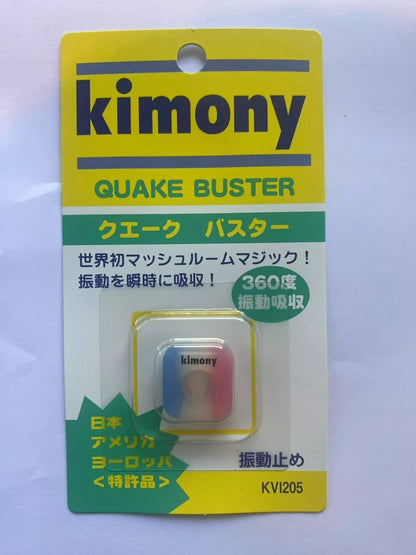 kimony
QUAKE BUSTER
クエーク バスター
世界初マッシュルームマジック！
振動を瞬時に吸収！
360度
振動吸収
kimony
日本
アメリカ
ヨーロッパ
<特許品>
振動止め
KVI205